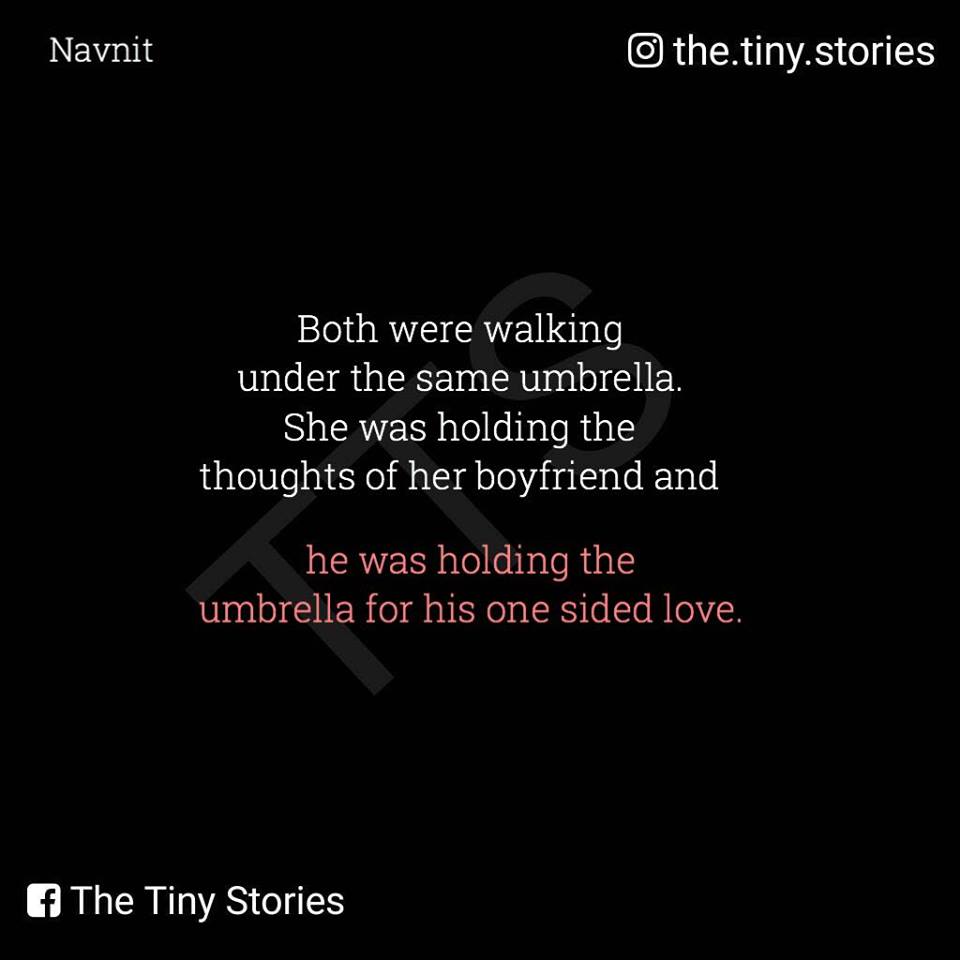 Navnit
the.tiny.stories
Both were walking
under the same umbrella.
She was holding the
thoughts of her boyfriend and
he was holding the
umbrella for his one sided love.
TTS
The Tiny Stories